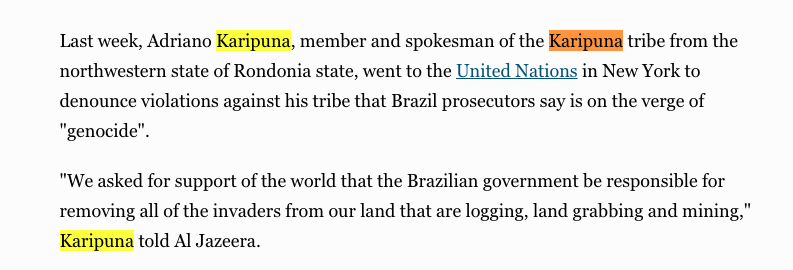 Last week, Adriano Karipuna, member and spokesman of the Karipuna tribe from the
northwestern state of Rondonia state, went to the United Nations in New York to
denounce violations against his tribe that Brazil prosecutors say is on the verge of
"genocide".
"We asked for support of the world that the Brazilian government be responsible for
removing all of the invaders from our land that are logging, land grabbing and mining,"
Karipuna told Al Jazeera.